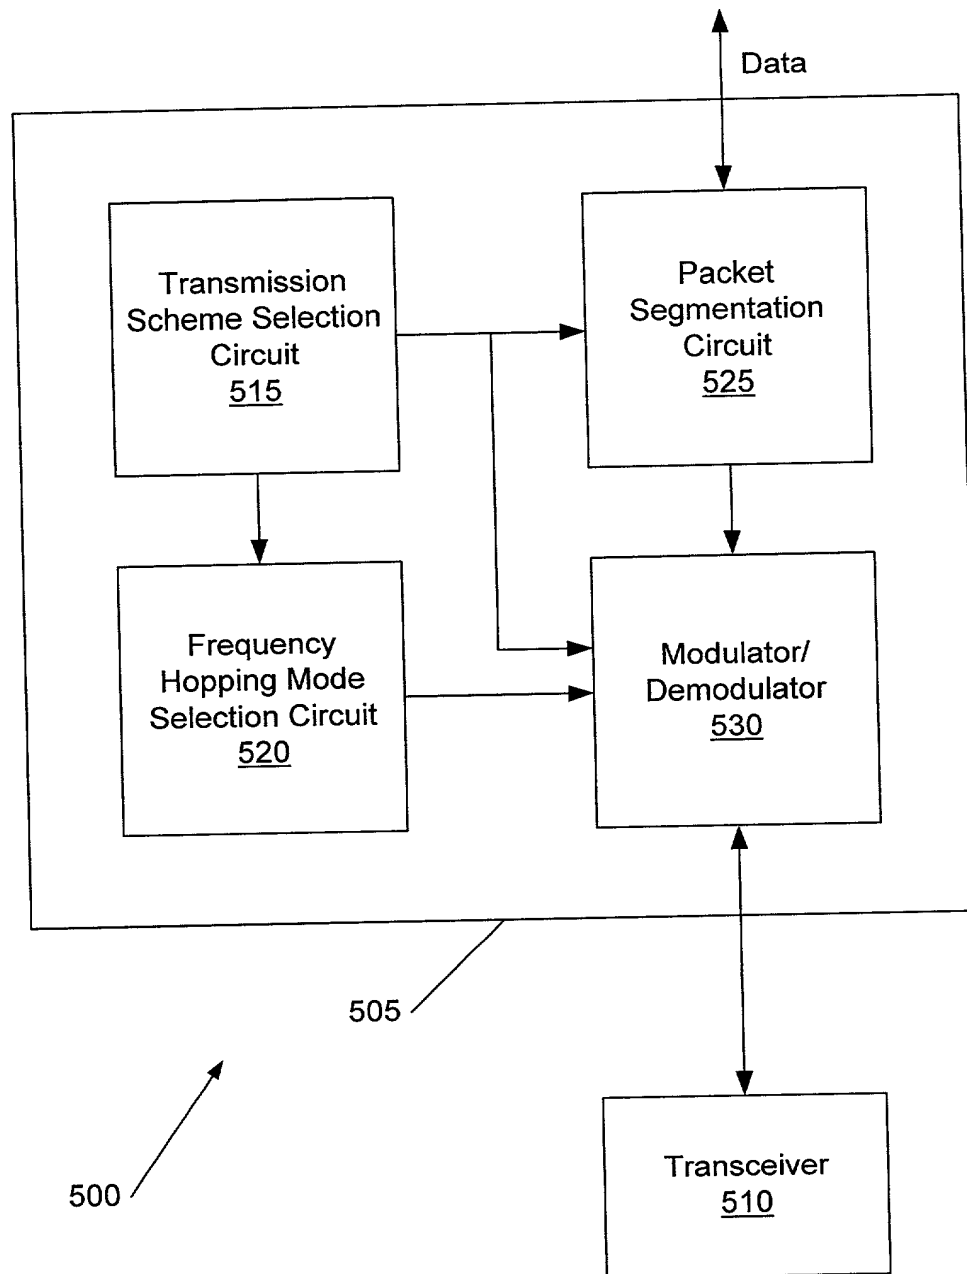 Data
Transmission
Scheme Selection
Circuit
515
Packet
Segmentation
Circuit
525
Frequency
Hopping Mode
Selection Circuit
520
Modulator/
Demodulator
530
505
500
Transceiver
510